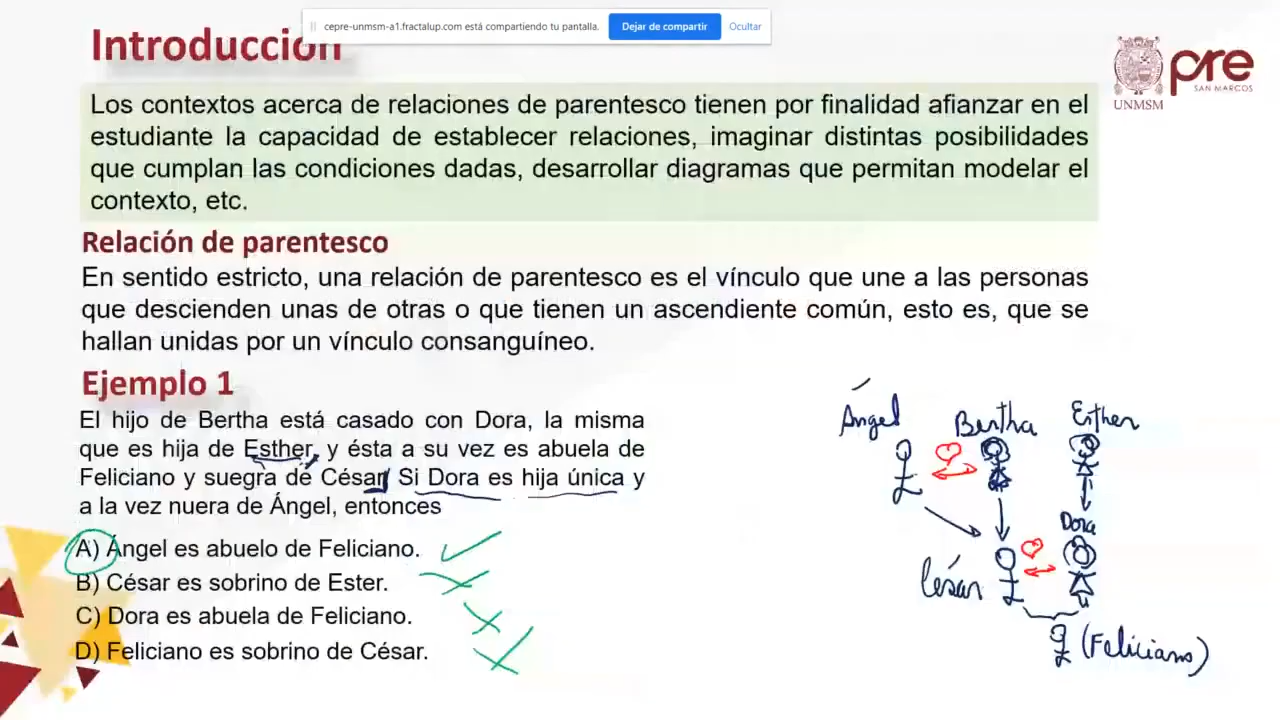 cepre-unmsm-a1.fractalup.com está compartiendo tu pantalla.
Dejar de compartir
Ocultar
Introducción
pre
SAN MARCOS
UNMSM
Los contextos acerca de relaciones de parentesco tienen por finalidad afianzar en el
estudiante la capacidad de establecer relaciones, imaginar distintas posibilidades
que cumplan las condiciones dadas, desarrollar diagramas que permitan modelar el
contexto, etc.
Relación de parentesco
En sentido estricto, una relación de parentesco es el vínculo que une a las personas
que descienden unas de otras o que tienen un ascendiente común, esto es, que se
hallan unidas por un vínculo consanguíneo.
Ejemplo 1
El hijo de Bertha está casado con Dora, la misma
que es hija de Esther, y ésta a su vez es abuela de
Feliciano y suegra de César. Si Dora es hija única y
a la vez nuera de Ángel, entonces
A) Ángel es abuelo de Feliciano.
B) César es sobrino de Ester.
C) Dora es abuela de Feliciano.
D) Feliciano es sobrino de César.
Ángel
Bertha
Esther
Dora
César
(Feliciano)